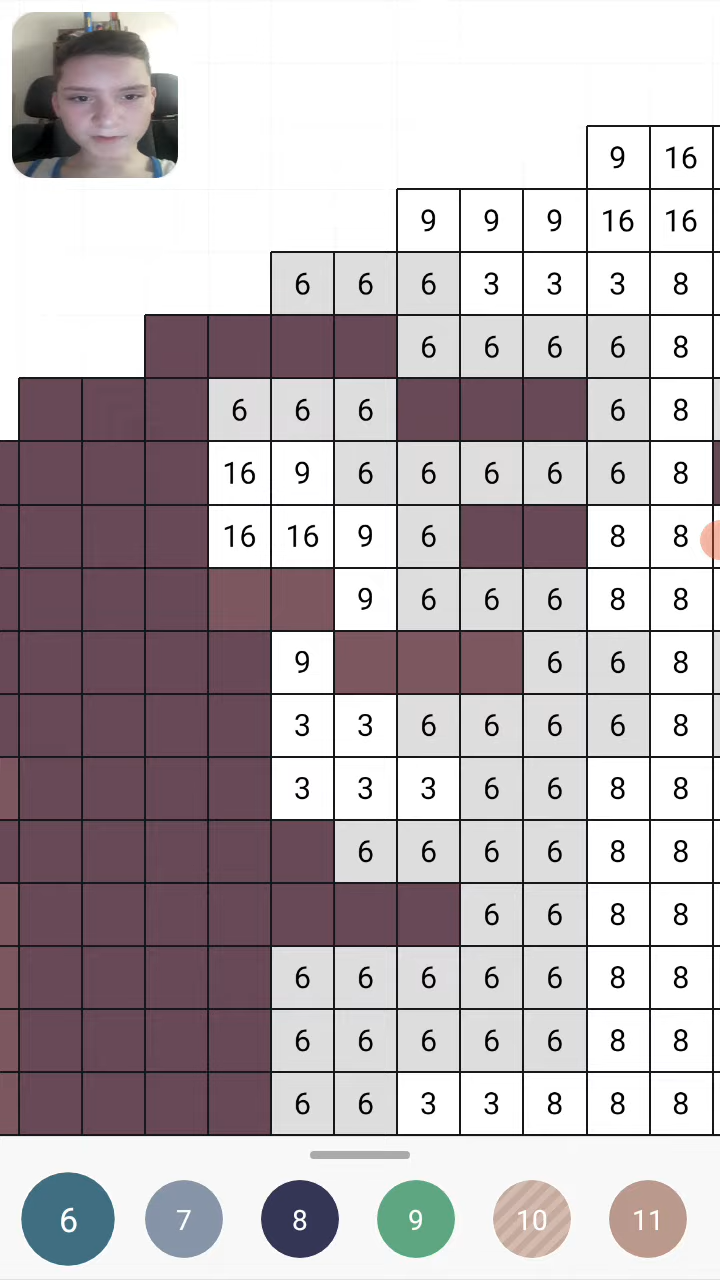 9 16
9 9 9 16 16
6 6 6 3 3 3 8
6 6 6 6 8
6 6 6 6 8
16 9 6 6 6 6 6 8
16 16 9 6 8 8
9 6 6 6 8 8
9 6 6 8
3 3 6 6 6 6 8
3 3 3 6 6 8 8
6 6 6 6 8 8
6 6 8 8
6 6 6 6 6 8 8
6 6 6 6 6 8 8
6 6 3 3 8 8 8
6 7 8 9 10 11